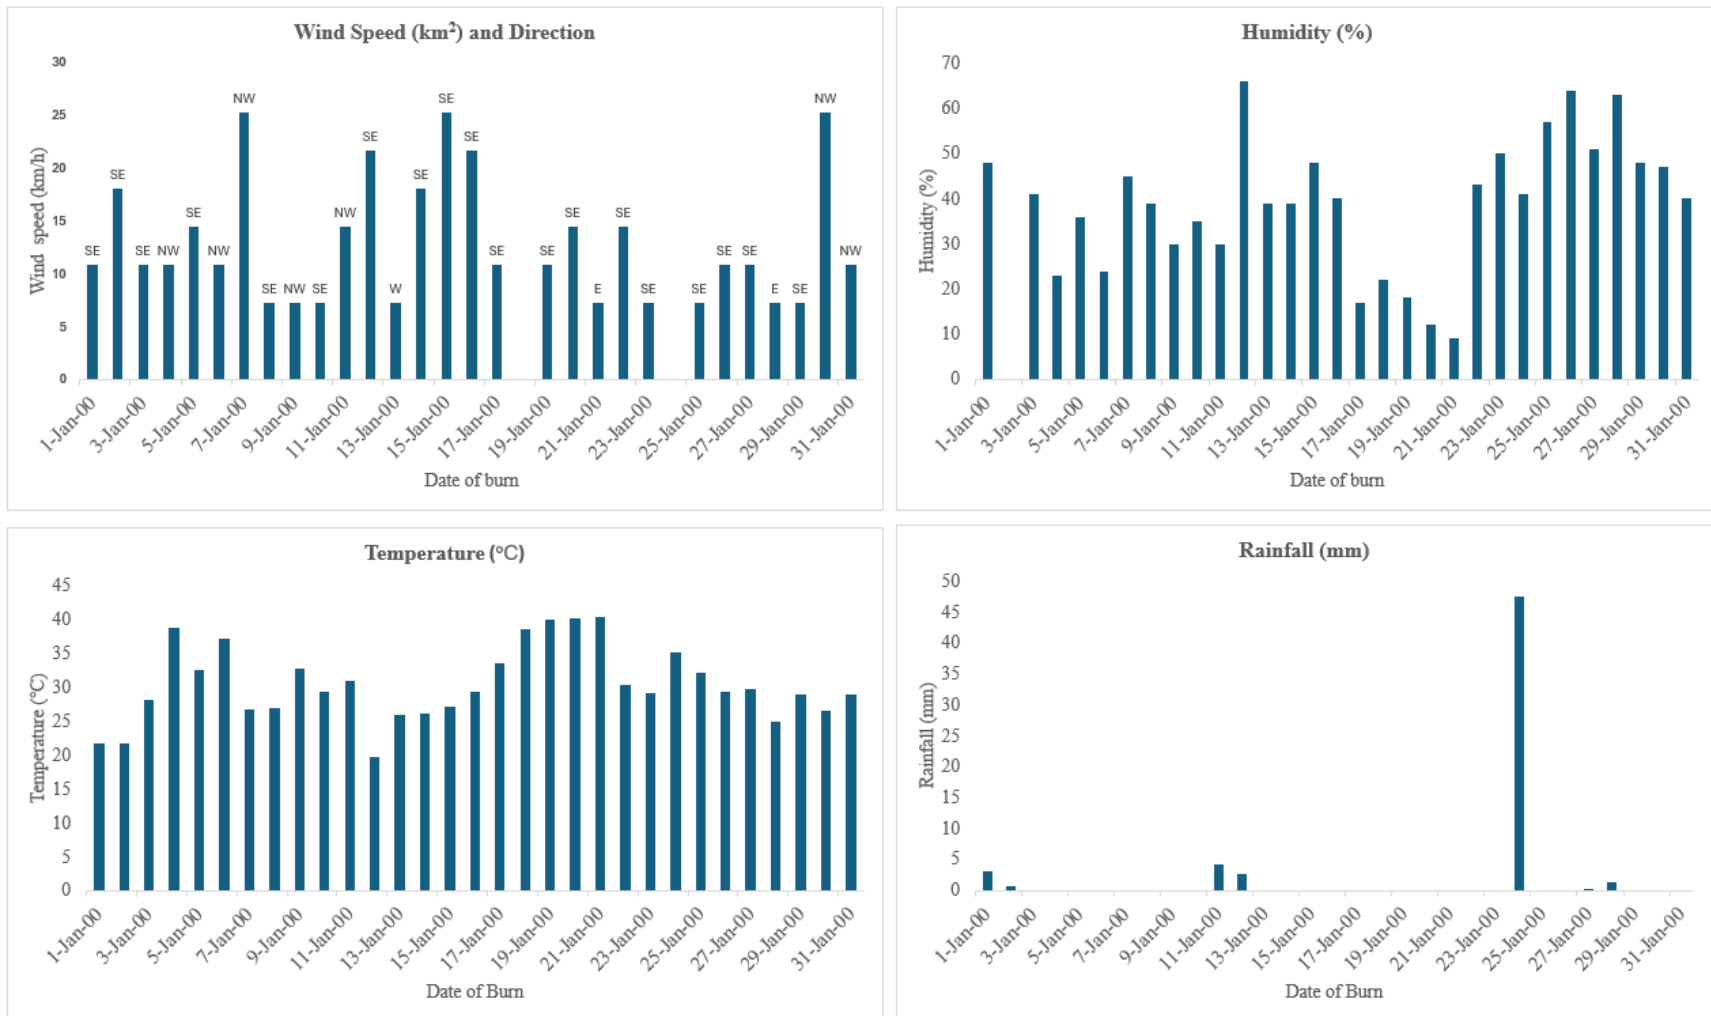 Wind Speed (km²) and Direction
30
25
20
15
10
5
0
Wind speed (km/h)
SE
SE
SE
NW
SE
NW
NW
SE
NW
SE
NW
SE
W
SE
SE
SE
SE
SE
SE
E
SE
SE
SE
SE
SE
E
SE
NW
NW
1-Jan-00
3-Jan-00
5-Jan-00
7-Jan-00
9-Jan-00
11-Jan-00
13-Jan-00
15-Jan-00
17-Jan-00
19-Jan-00
21-Jan-00
23-Jan-00
25-Jan-00
27-Jan-00
29-Jan-00
31-Jan-00
Date of burn
Humidity (%)
70
60
50
40
30
20
10
0
Humidity (%)
1-Jan-00
3-Jan-00
5-Jan-00
7-Jan-00
9-Jan-00
11-Jan-00
13-Jan-00
15-Jan-00
17-Jan-00
19-Jan-00
21-Jan-00
23-Jan-00
25-Jan-00
27-Jan-00
29-Jan-00
31-Jan-00
Date of burn
Temperature (°C)
45
40
35
30
25
20
15
10
5
0
Temperature (°C)
1-Jan-00
3-Jan-00
5-Jan-00
7-Jan-00
9-Jan-00
11-Jan-00
13-Jan-00
15-Jan-00
17-Jan-00
19-Jan-00
21-Jan-00
23-Jan-00
25-Jan-00
27-Jan-00
29-Jan-00
31-Jan-00
Date of Burn
Rainfall (mm)
50
45
40
35
30
25
20
15
10
5
0
Rainfall (mm)
1-Jan-00
3-Jan-00
5-Jan-00
7-Jan-00
9-Jan-00
11-Jan-00
13-Jan-00
15-Jan-00
17-Jan-00
19-Jan-00
21-Jan-00
23-Jan-00
25-Jan-00
27-Jan-00
29-Jan-00
31-Jan-00
Date of Burn